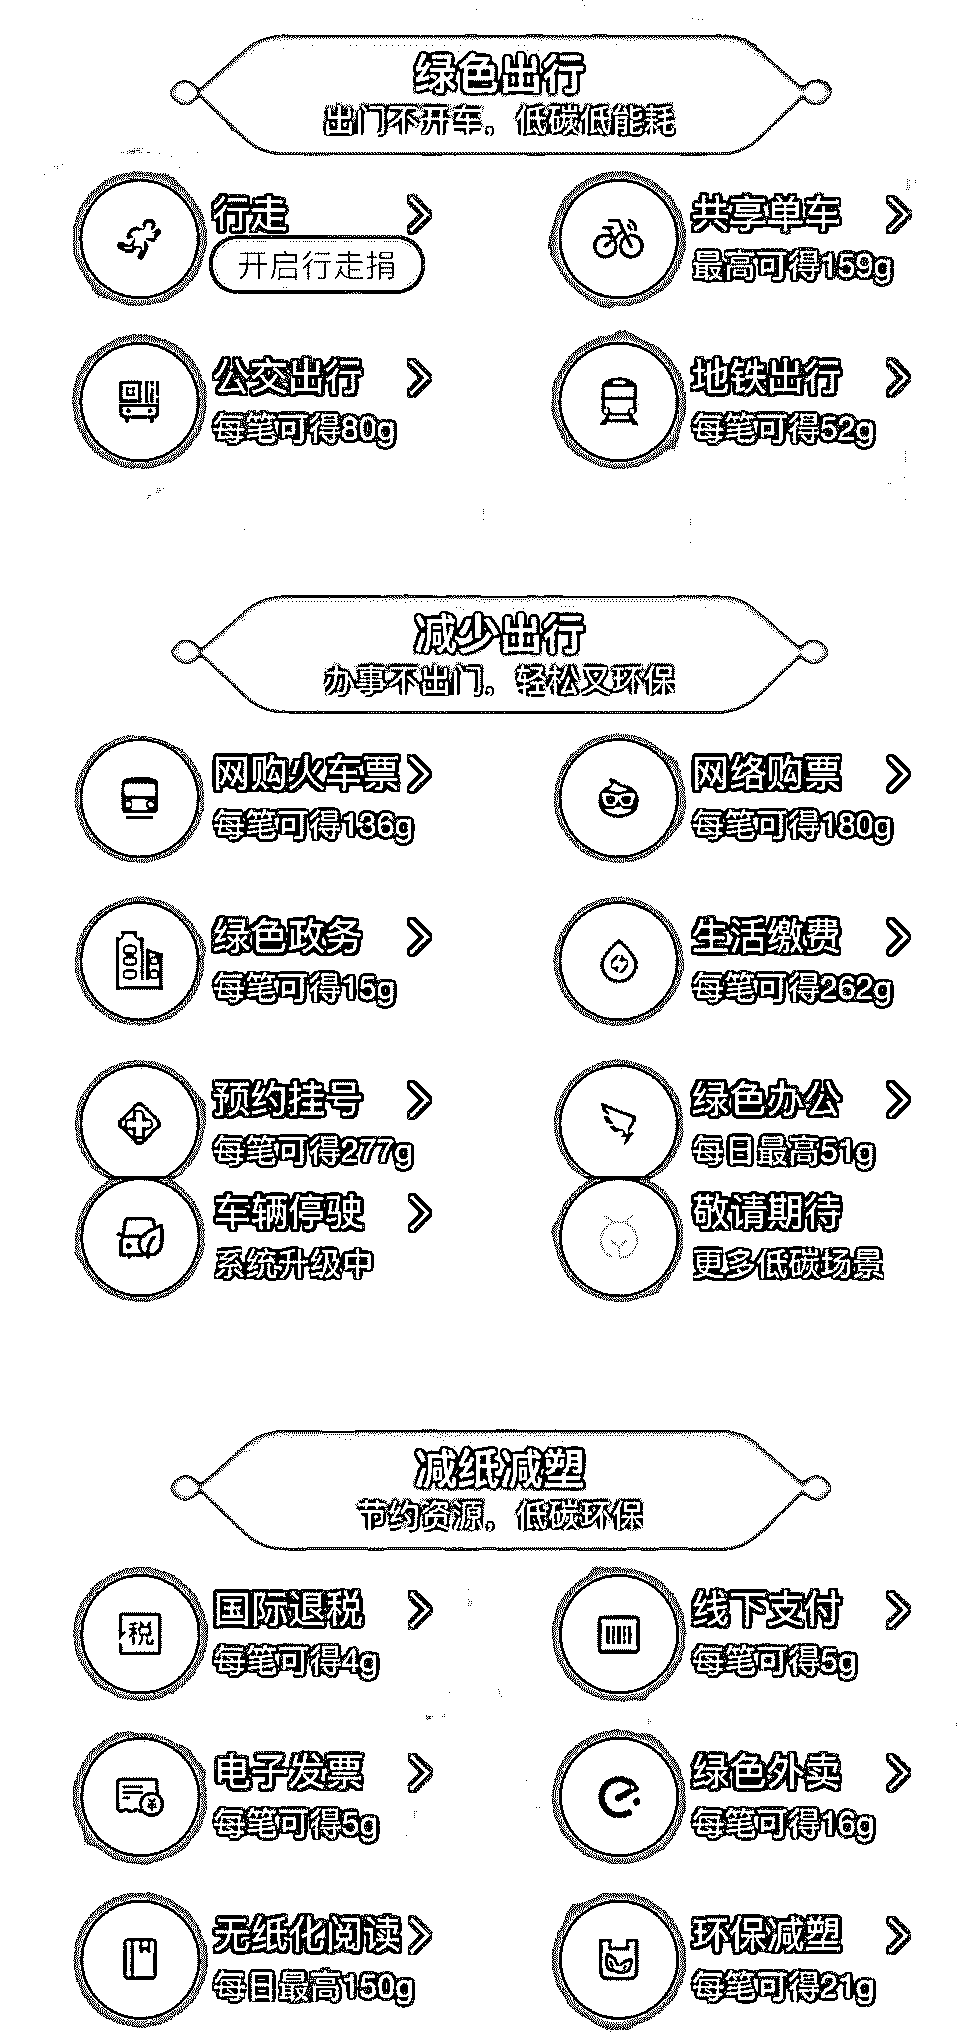 绿色出行
出门不开车。低碳低能耗
行走
开启行走捐
共享单车
最高可得159g
公交出行
每笔可得80g
地铁出行
每笔可得52g
减少出行
办事不出门。轻松又环保
网购火车票
每笔可得136g
网络购票
每笔可得180g
绿色政务
每笔可得15g
生活缴费
每笔可得262g
预约挂号
每笔可得277g
绿色办公
每日最高51g
车辆停驶
系统升级中
敬请期待
更多低碳场景
减纸减塑
节约资源。低碳环保
国际退税
每笔可得4g
税
线下支付
每笔可得5g
电子发票
每笔可得5g
¥
绿色外卖
每笔可得16g
无纸化阅读
每日最高150g
环保减塑
每笔可得21g